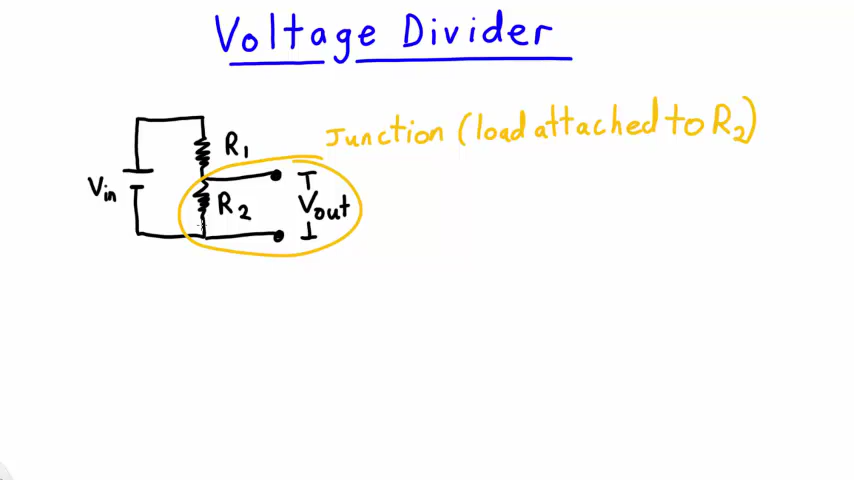 Voltage Divider
Junction (load attached to R2)
R1
Vin
R2
Vout